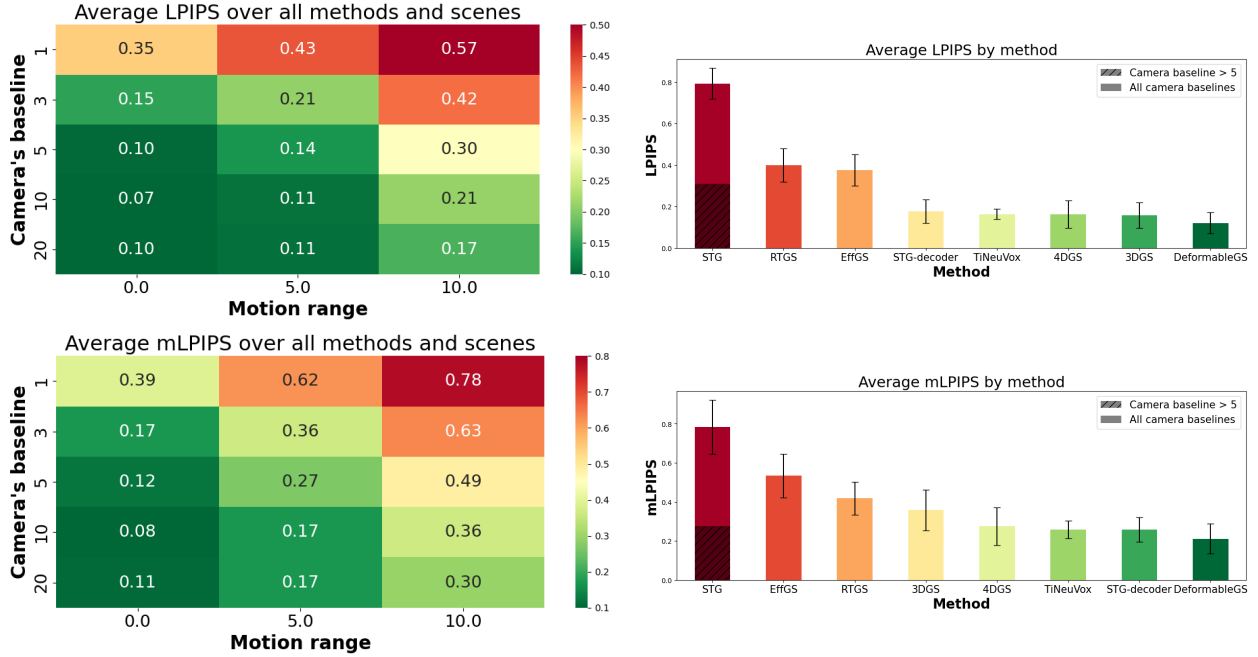 Average LPIPS over all methods and scenes
Camera's baseline
1
3
5
10
20
0.35 0.43 0.57
0.15 0.21 0.42
0.10 0.14 0.30
0.07 0.11 0.21
0.10 0.11 0.17
0.0 5.0 10.0
Motion range
0.50
0.45
0.40
0.35
0.30
0.25
0.20
0.15
0.10
Average LPIPS by method
Camera baseline > 5
All camera baselines
LPIPS
0.8
0.6
0.4
0.2
0.0
STG RTGS EffGS STG-decoder TiNeuVox 4DGS 3DGS DeformableGS
Method
Average mLPIPS over all methods and scenes
Camera's baseline
1
3
5
10
20
0.39 0.62 0.78
0.17 0.36 0.63
0.12 0.27 0.49
0.08 0.17 0.36
0.11 0.17 0.30
0.0 5.0 10.0
Motion range
0.8
0.7
0.6
0.5
0.4
0.3
0.2
0.1
Average mLPIPS by method
Camera baseline > 5
All camera baselines
mLPIPS
0.8
0.6
0.4
0.2
0.0
STG EffGS RTGS 3DGS 4DGS TiNeuVox STG-decoder DeformableGS
Method